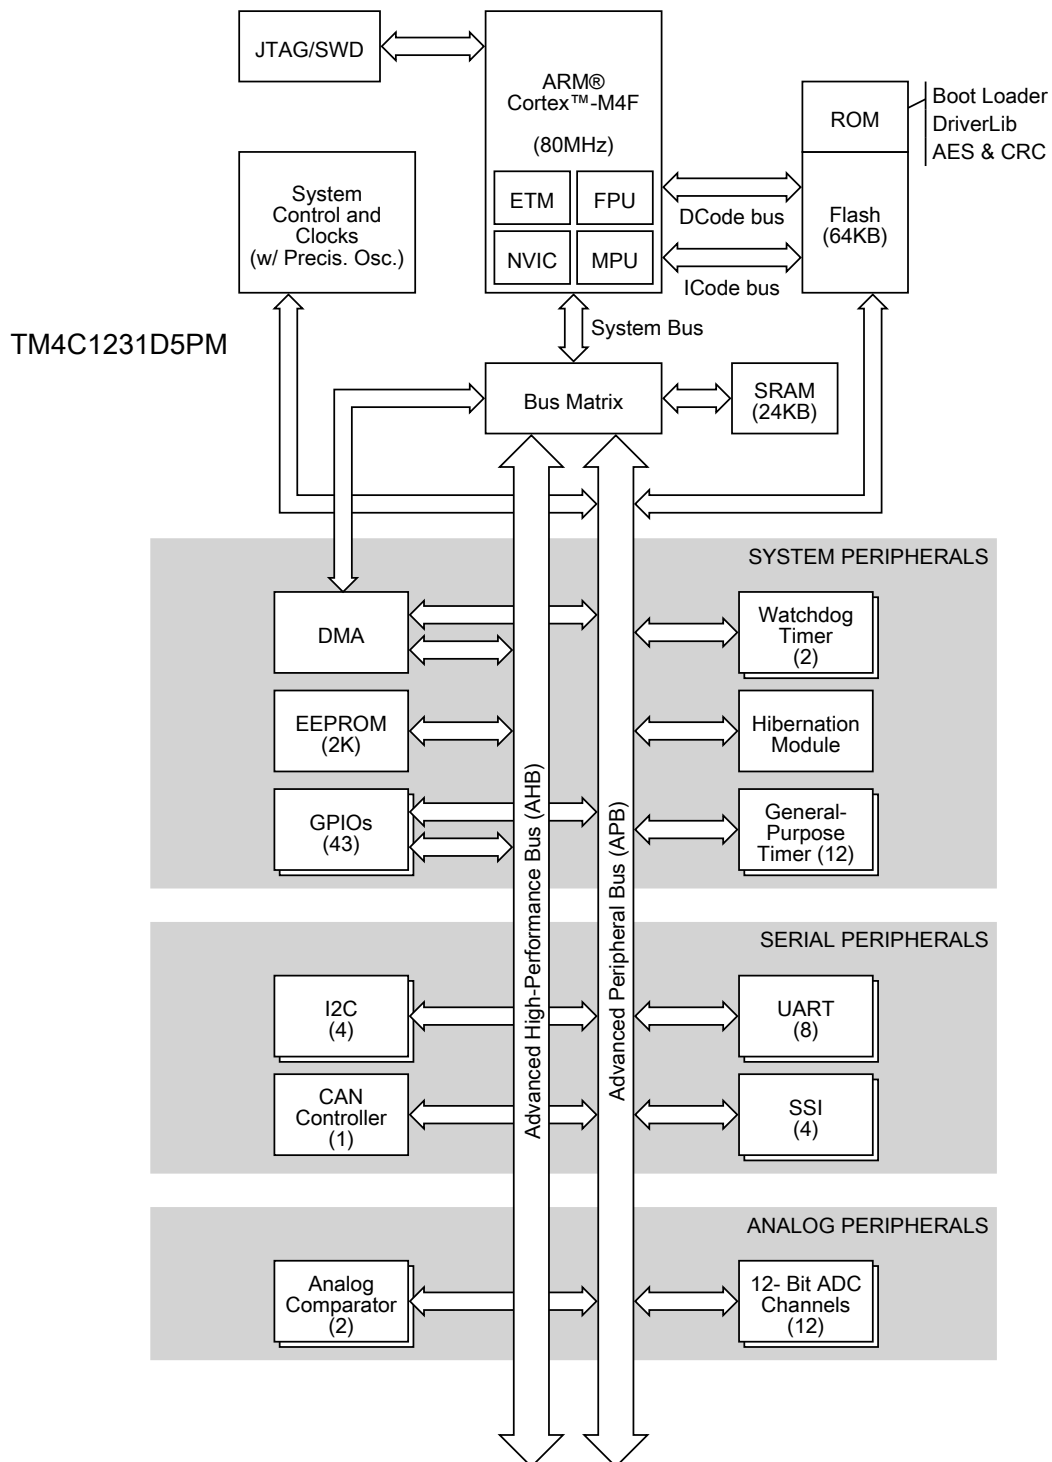 JTAG/SWD
ARM®
Cortex™-M4F
(80MHz)
ETM
FPU
NVIC
MPU
ROM
Boot Loader
DriverLib
AES & CRC
Flash
(64KB)
DCode bus
ICode bus
System
Control and
Clocks
(w/ Precis. Osc.)
TM4C1231D5PM
System Bus
Bus Matrix
SRAM
(24KB)
SYSTEM PERIPHERALS
DMA
Watchdog
Timer
(2)
EEPROM
(2K)
Hibernation
Module
GPIOs
(43)
General-
Purpose
Timer (12)
Advanced High-Performance Bus (AHB)
Advanced Peripheral Bus (APB)
SERIAL PERIPHERALS
I2C
(4)
UART
(8)
CAN
Controller
(1)
SSI
(4)
ANALOG PERIPHERALS
Analog
Comparator
(2)
12- Bit ADC
Channels
(12)